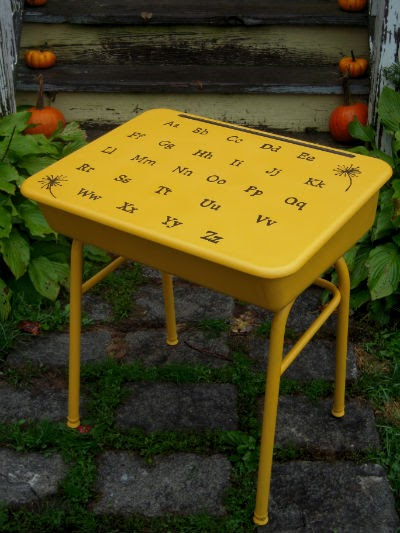 Aa Bb Cc Dd Ee
Ff Gg Hh Ii Jj Kk
Ll Mm Nn Oo Pp Qq
Rr Ss Tt Uu Vv
Ww Xx Yy Zz